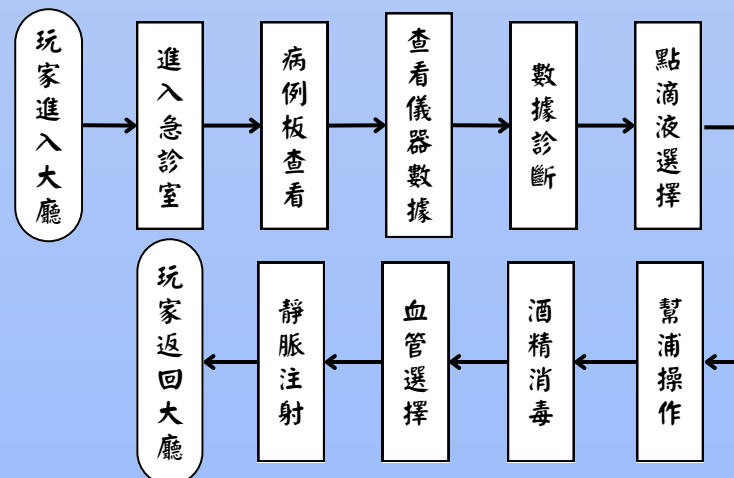 玩家進入大廳
進入急診室
病例板查看
查看儀器數據
數據診斷
點滴液選擇
幫浦操作
酒精消毒
血管選擇
靜脈注射
玩家返回大廳